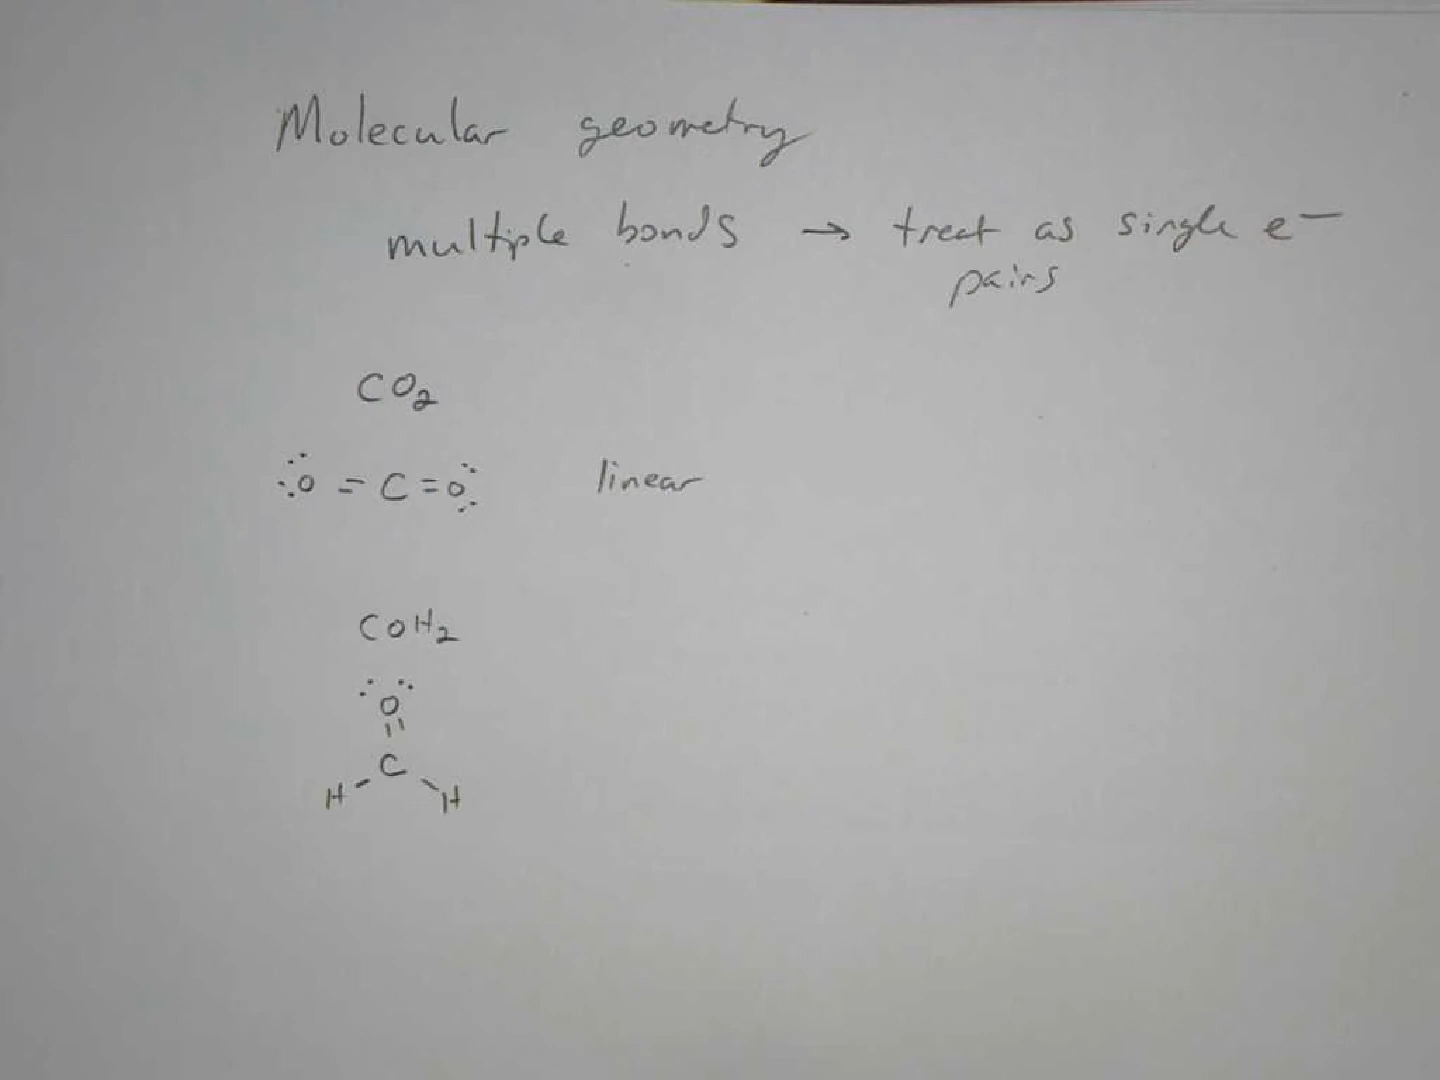 Molecular geometry
multiple bonds → treat as single e⁻
pairs
CO₂
:Ö = C = Ö: linear
COH₂
Ö
||
C
H - - H